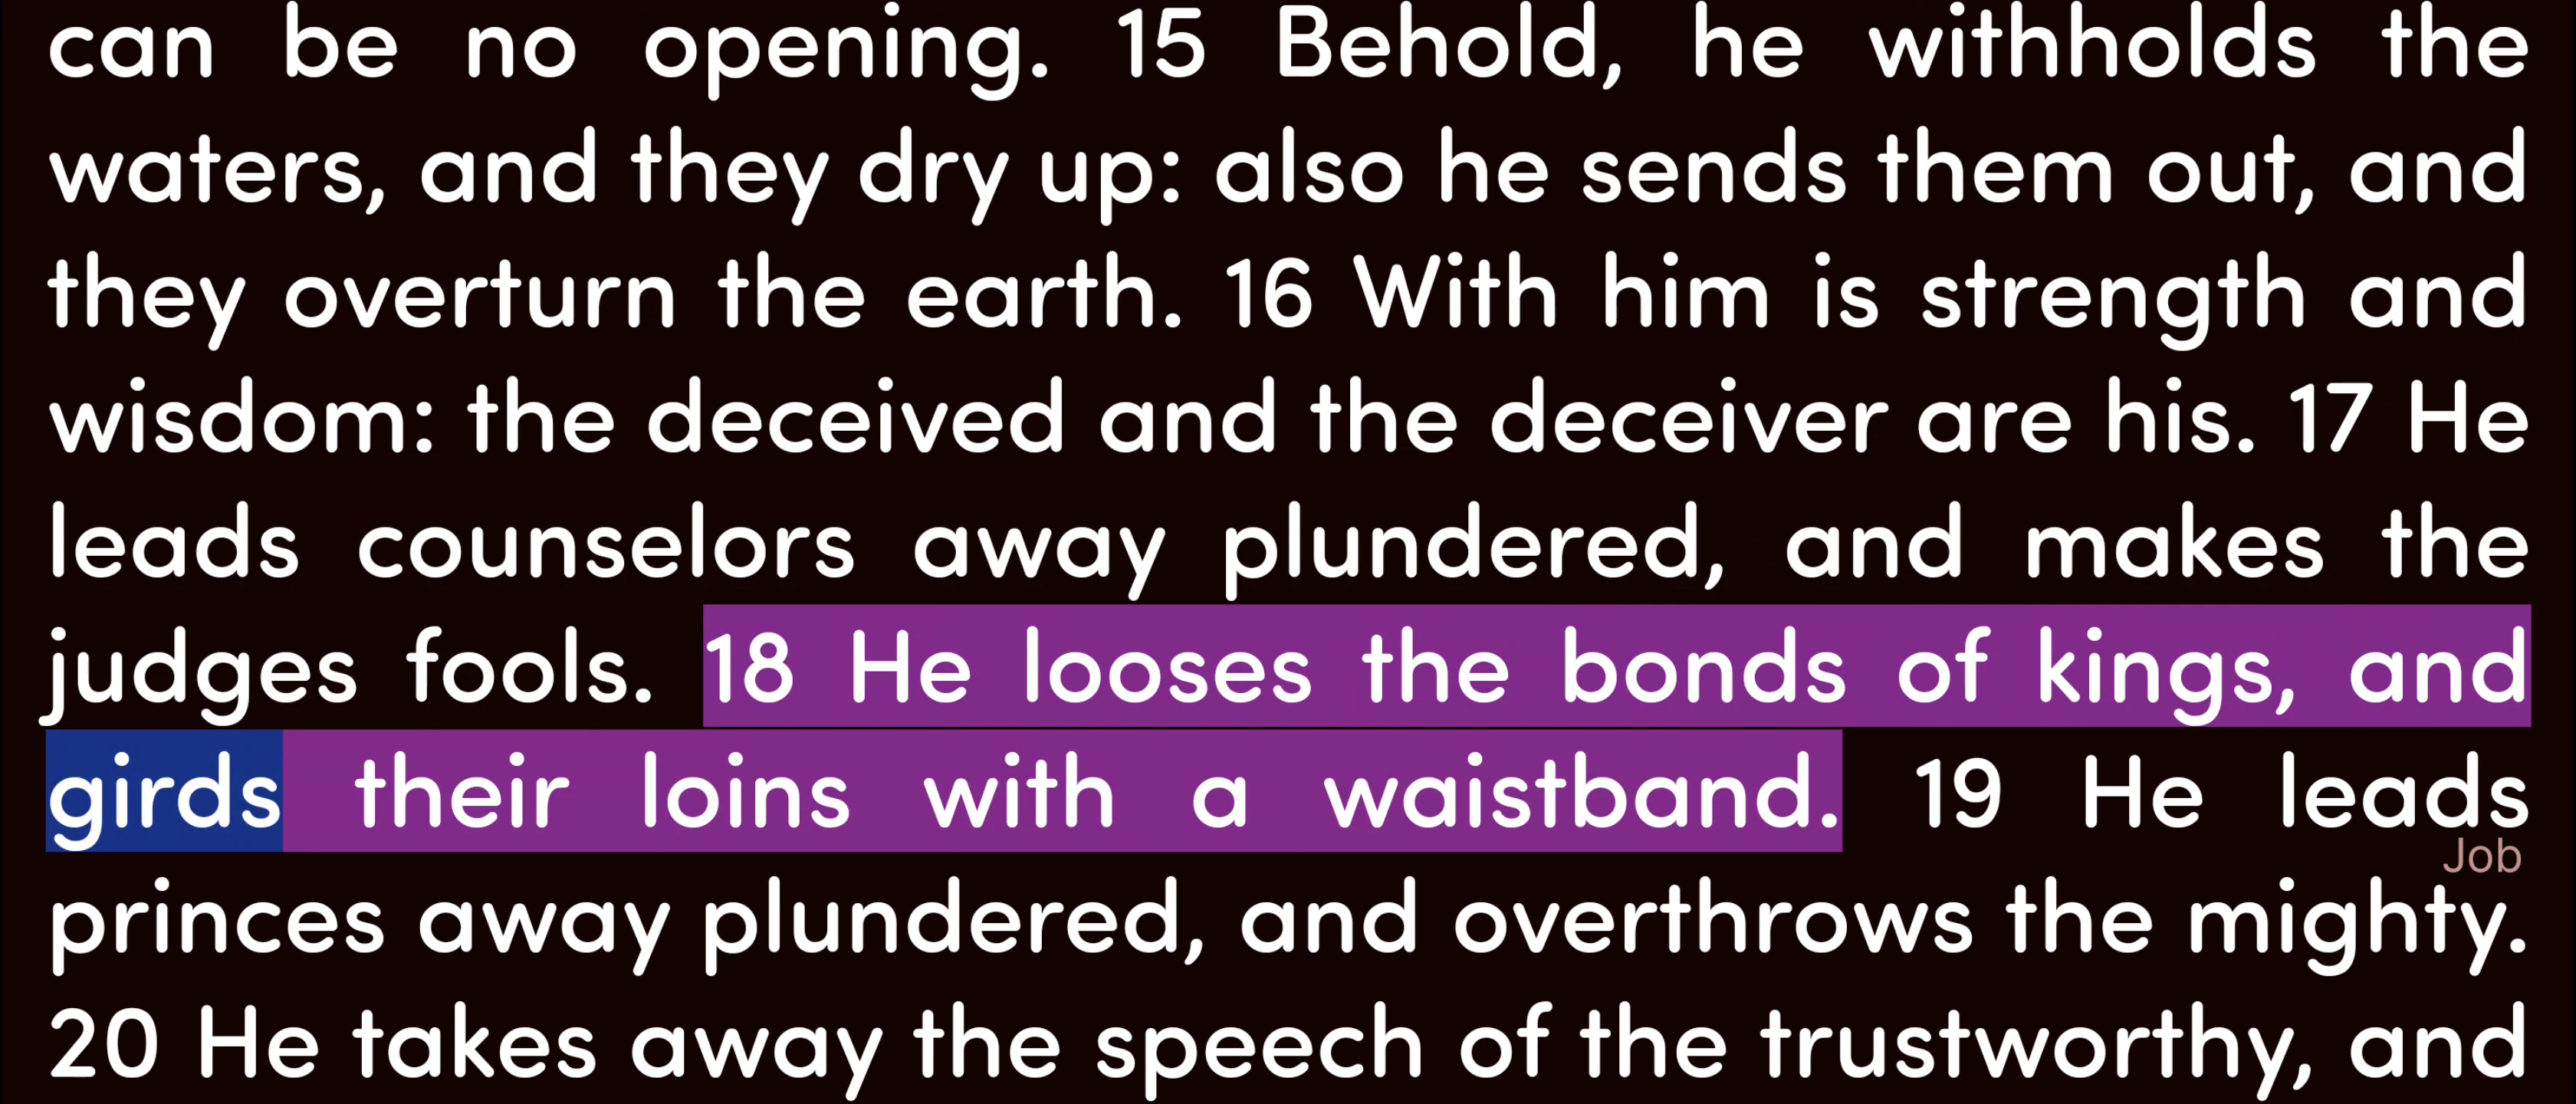 can be no opening. 15 Behold, he withholds the
waters, and they dry up: also he sends them out, and
they overturn the earth. 16 With him is strength and
wisdom: the deceived and the deceiver are his. 17 He
leads counselors away plundered, and makes the
judges fools. 18 He looses the bonds of kings, and
girds their loins with a waistband. 19 He leads
Job
princes away plundered, and overthrows the mighty.
20 He takes away the speech of the trustworthy, and